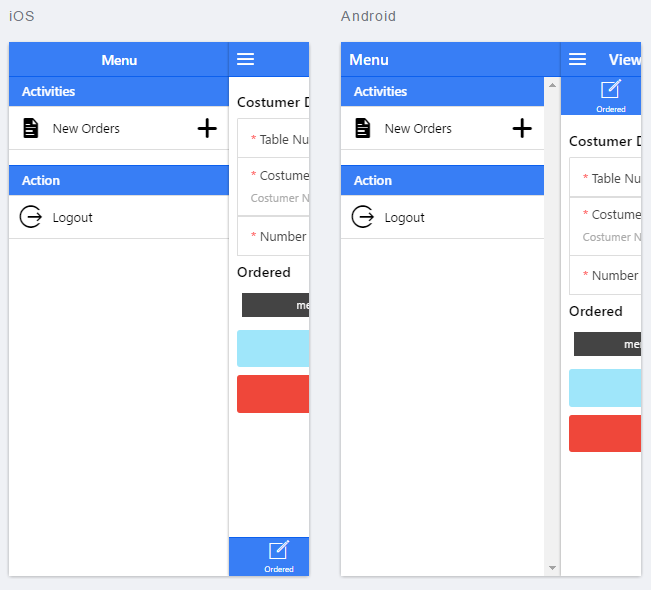 iOS
Menu
Activities
New Orders
Action
Logout
Costumer D
* Table Nu
* Costume
Costumer N
* Number
Ordered
me
Ordered
Android
Menu
View
Activities
Ordered
New Orders
Action
Logout
Costumer D
* Table Nu
* Costume
Costumer N
* Number
Ordered
me